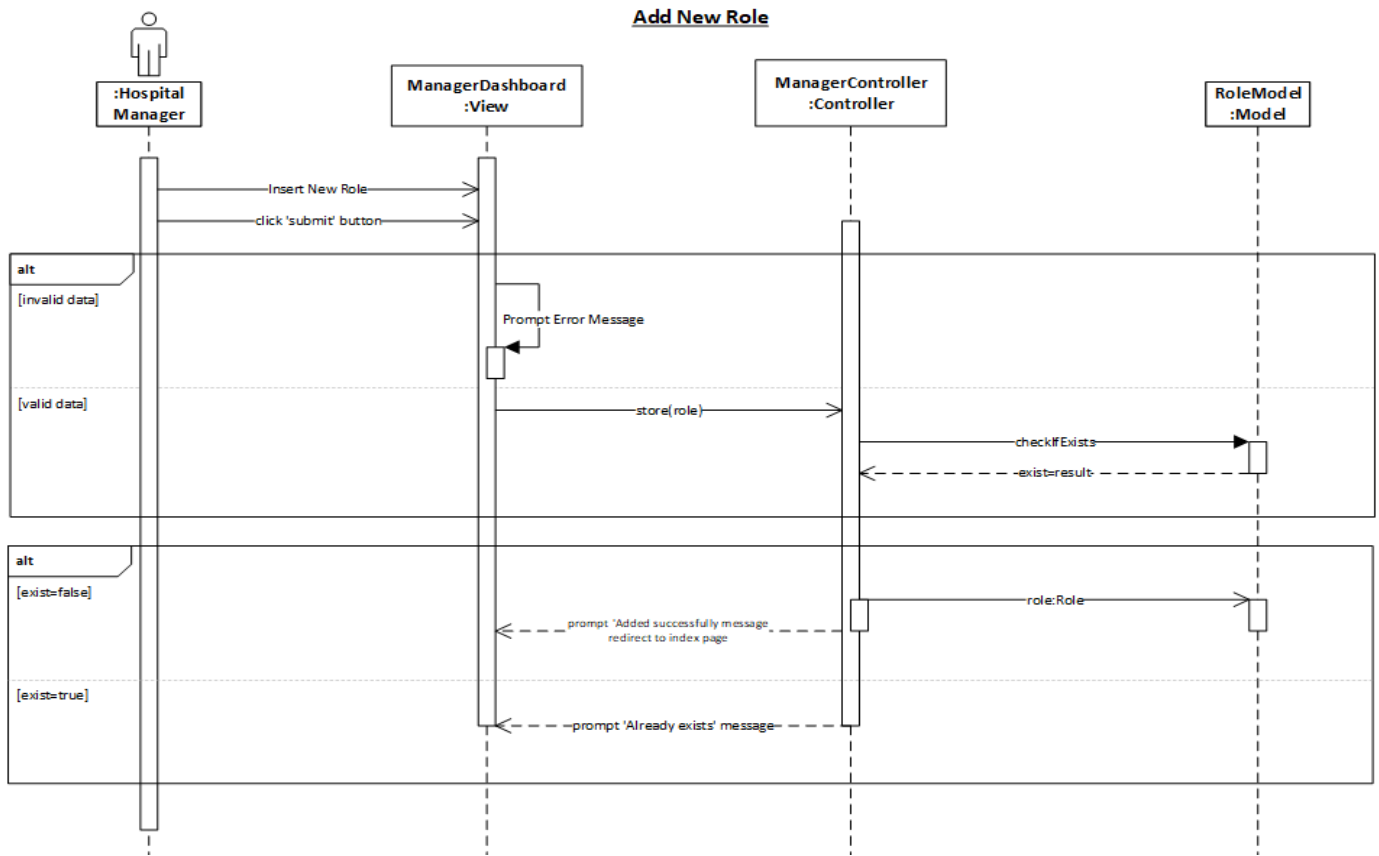 Add New Role
:Hospital
Manager
ManagerDashboard
:View
ManagerController
:Controller
RoleModel
:Model
Insert New Role
click 'submit' button
alt
[invalid data]
Prompt Error Message
[valid data]
store(role)
checkIfExists
exist=result
alt
[exist=false]
role:Role
prompt 'Added successfully message
redirect to index page
[exist=true]
prompt 'Already exists' message